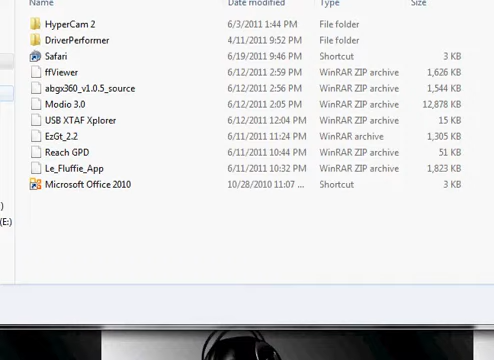 Name Date modified Type Size
HyperCam 2 6/3/2011 1:44 PM File folder
DriverPerformer 4/11/2011 9:52 PM File folder
Safari 6/19/2011 9:46 PM Shortcut 3 KB
ffViewer 6/12/2011 2:59 PM WinRAR ZIP archive 1,626 KB
abgx360_v1.0.5_source 6/12/2011 2:56 PM WinRAR ZIP archive 1,544 KB
Modio 3.0 6/12/2011 2:05 PM WinRAR ZIP archive 12,878 KB
USB XTAF Xplorer 6/12/2011 12:04 PM WinRAR ZIP archive 15 KB
EzGt_2.2 6/11/2011 11:24 PM WinRAR archive 1,305 KB
Reach GPD 6/11/2011 10:44 PM WinRAR ZIP archive 51 KB
Le_Fluffie_App 6/11/2011 10:32 PM WinRAR ZIP archive 1,823 KB
Microsoft Office 2010 10/28/2010 11:07 ... Shortcut 3 KB
)
(E:)